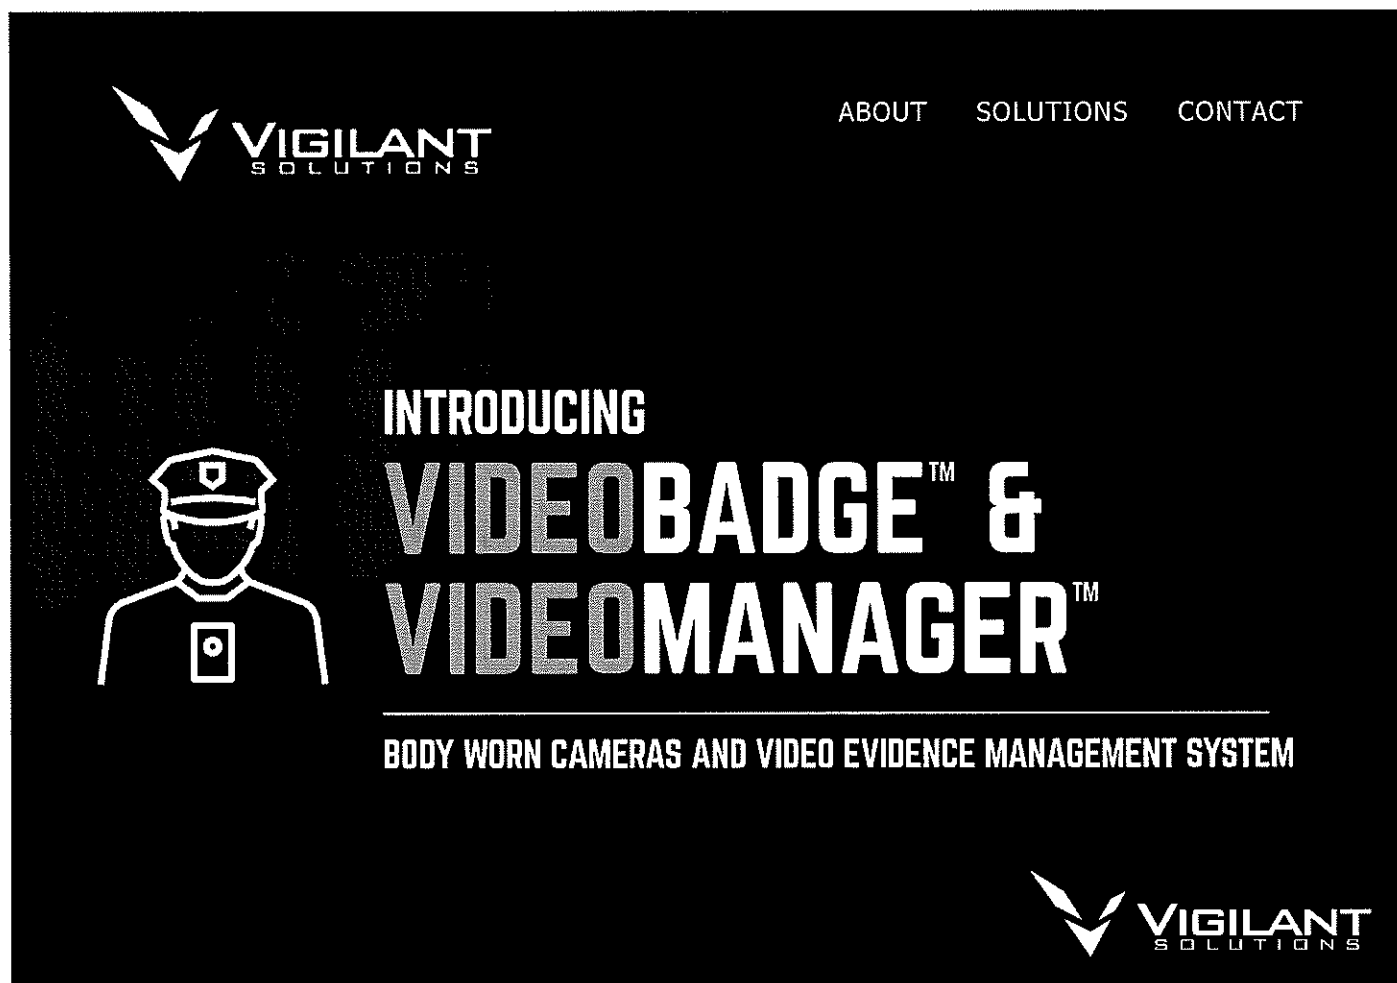 VIGILANT
SOLUTIONS
ABOUT SOLUTIONS CONTACT
INTRODUCING
VIDEOBADGE™ &
VIDEOMANAGER™
BODY WORN CAMERAS AND VIDEO EVIDENCE MANAGEMENT SYSTEM
VIGILANT
SOLUTIONS